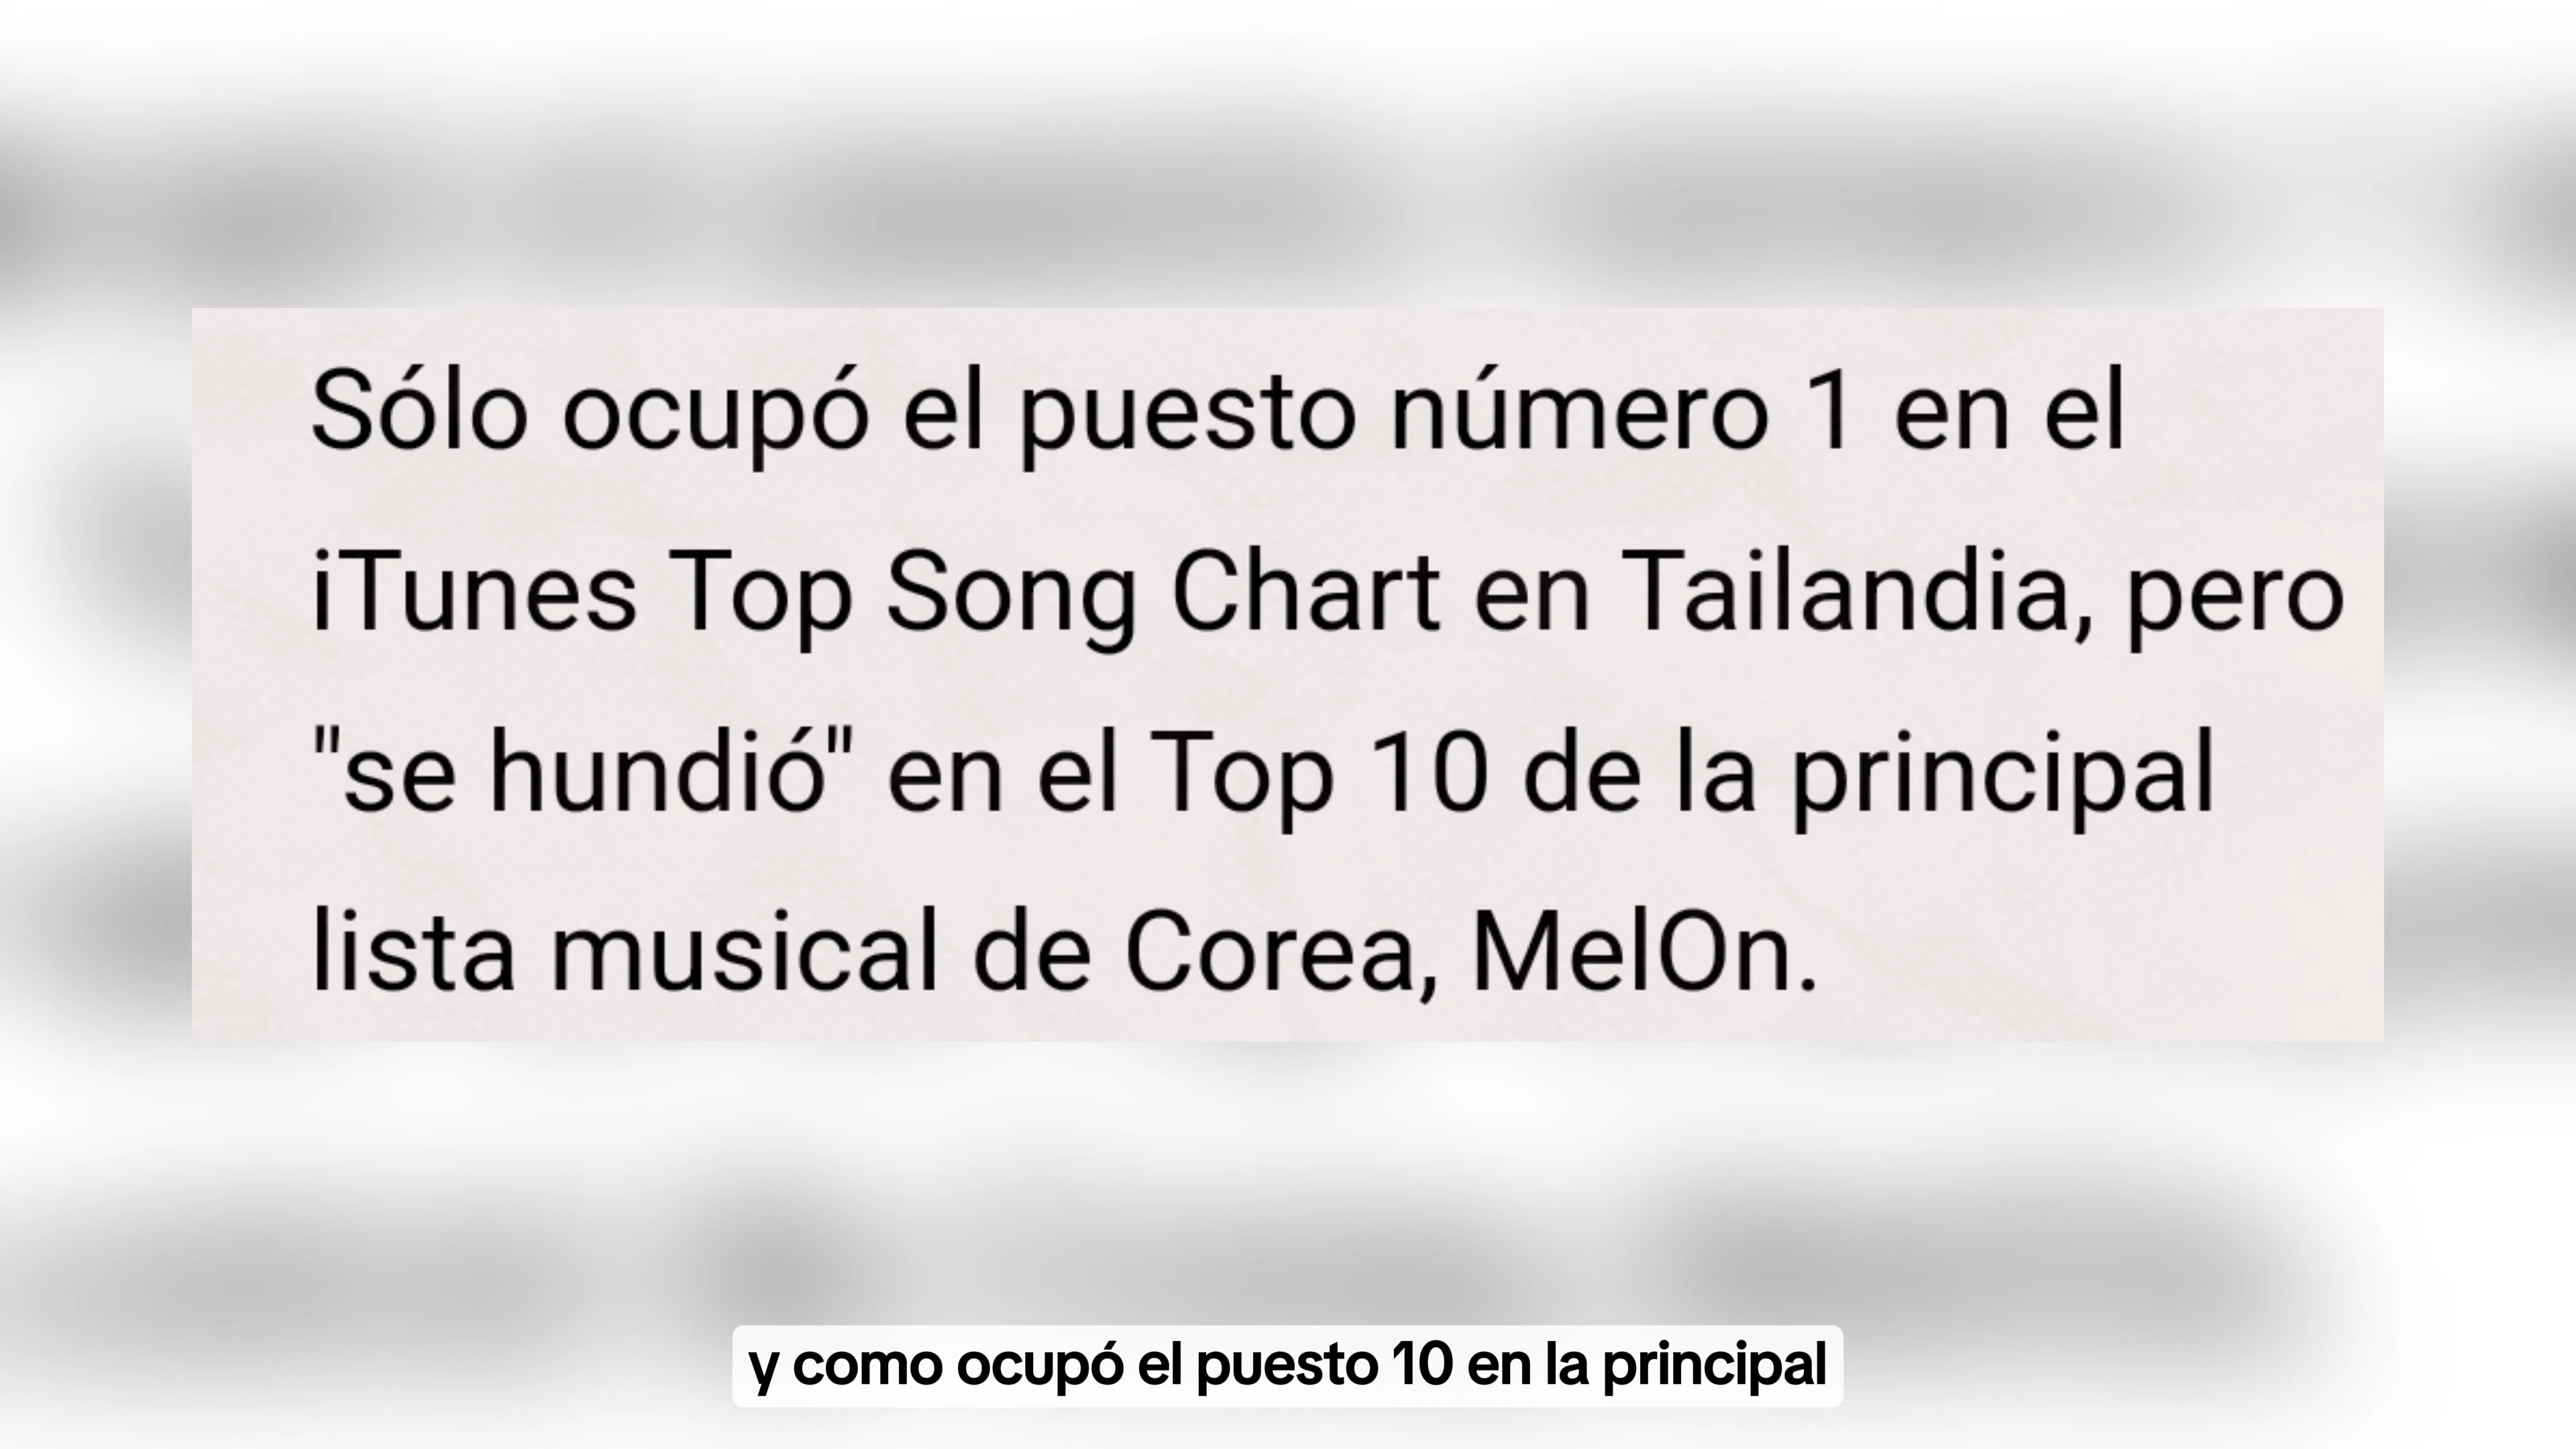 Sólo ocupó el puesto número 1 en el
iTunes Top Song Chart en Tailandia, pero
"se hundió" en el Top 10 de la principal
lista musical de Corea, MelOn.
y como ocupó el puesto 10 en la principal